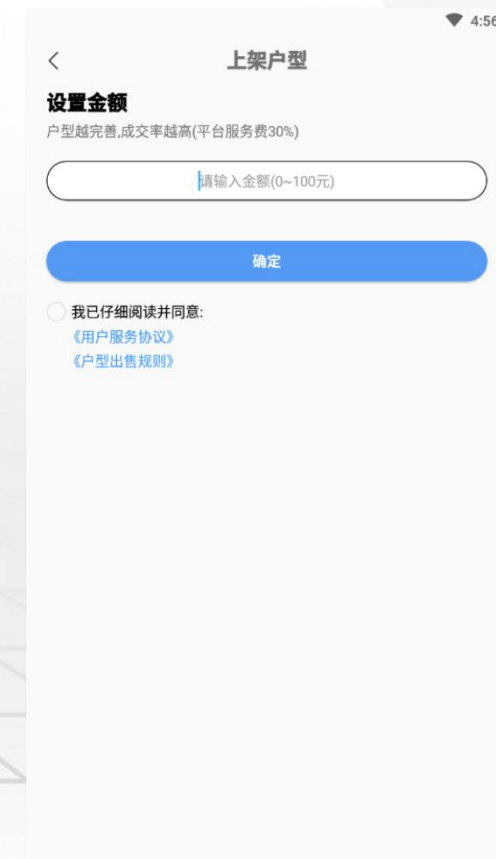 4:56
上架户型
设置金额
户型越完善,成交率越高(平台服务费30%)
请输入金额(0~100元)
确定
我已仔细阅读并同意:
《用户服务协议》
《户型出售规则》